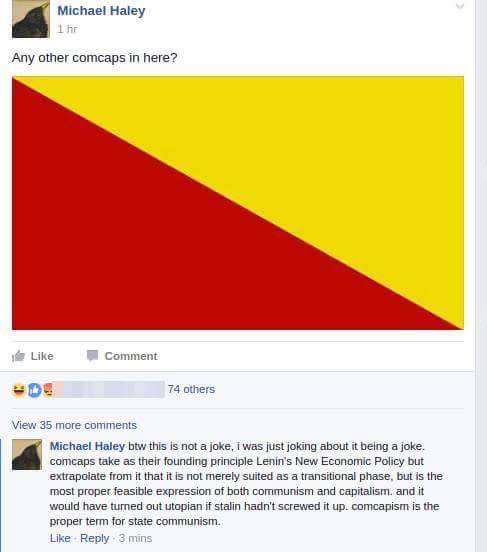 Michael Haley
1 hr
Any other comcaps in here?
Like Comment
74 others
View 35 more comments
Michael Haley btw this is not a joke, i was just joking about it being a joke.
comcaps take as their founding principle Lenin's New Economic Policy but
extrapolate from it that it is not merely suited as a transitional phase, but is the
most proper feasible expression of both communism and capitalism. and it
would have turned out utopian if stalin hadn't screwed it up. comcapism is the
proper term for state communism.
Like · Reply · 3 mins